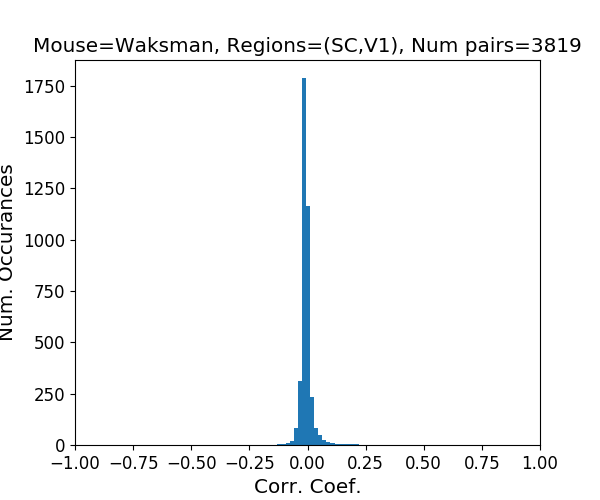 Mouse=Waksman, Regions=(SC,V1), Num pairs=3819
Num. Occurances
1750
1500
1250
1000
750
500
250
0
−1.00 −0.75 −0.50 −0.25 0.00 0.25 0.50 0.75 1.00
Corr. Coef.